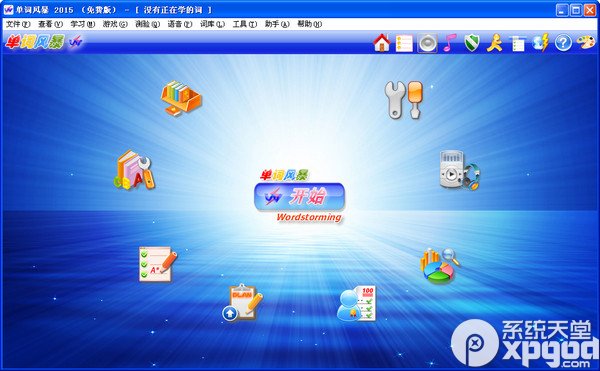 单词风暴 2015 (免费版) - [ 没有正在学的词 ]
文件(F) 查看(V) 学习(M) 游戏(G) 测验(Q) 语音(P) 词库(L) 工具(T) 助手(A) 帮助(H)
单词风暴
单词风暴
开始
Wordstorming
A
A+
PLAN
100
系统天堂
xpgod.com